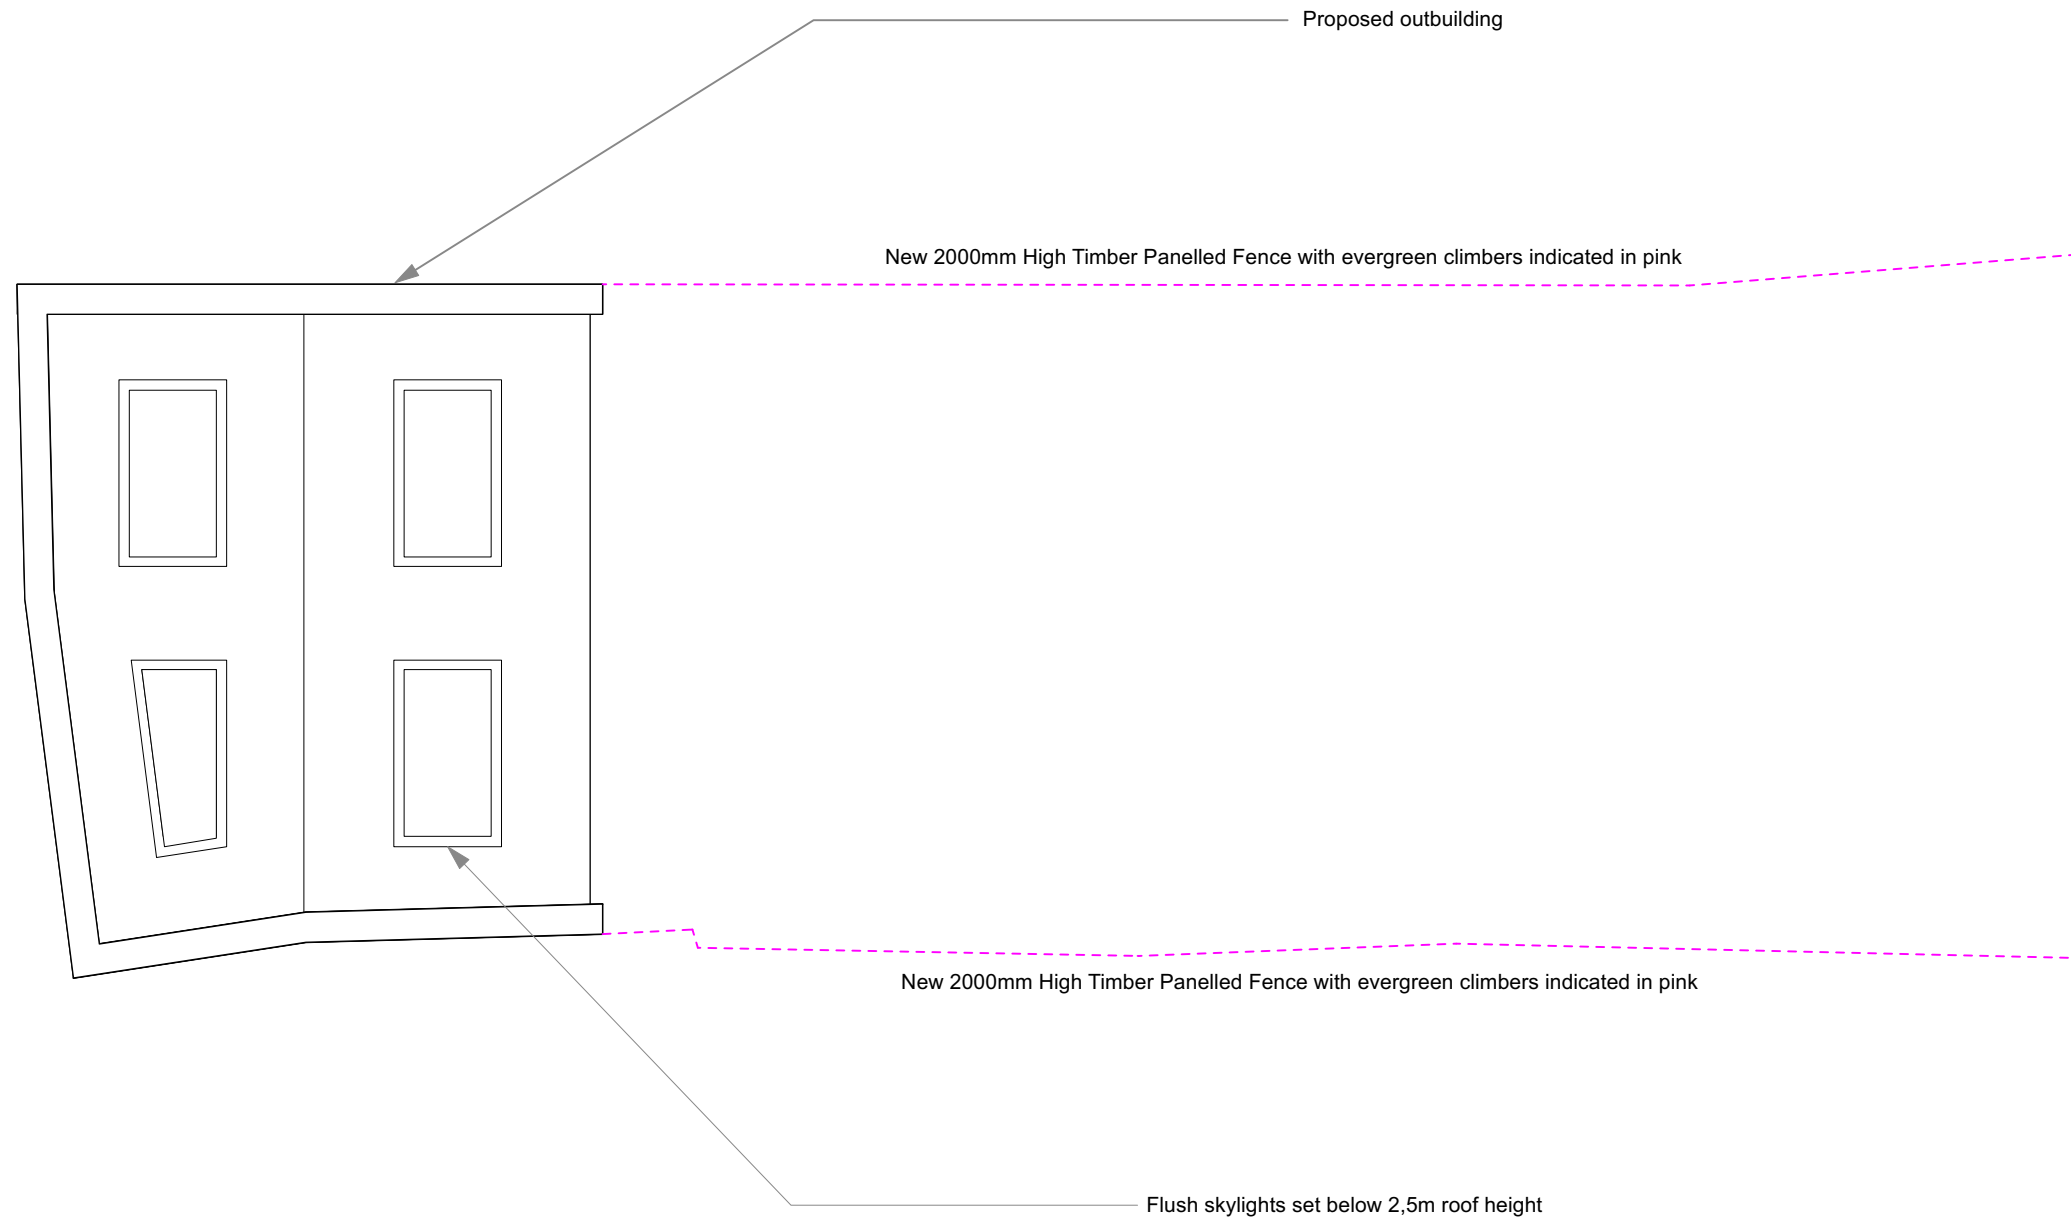 Proposed outbuilding
New 2000mm High Timber Panelled Fence with evergreen climbers indicated in pink
New 2000mm High Timber Panelled Fence with evergreen climbers indicated in pink
Flush skylights set below 2,5m roof height